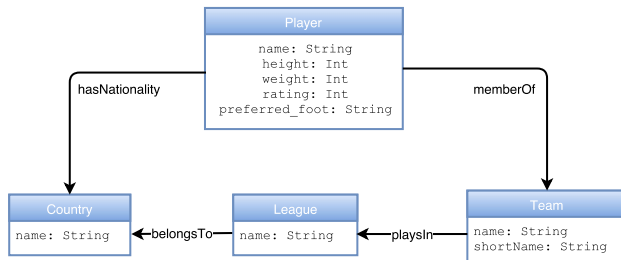 Player
name: String
height: Int
weight: Int
rating: Int
preferred_foot: String
hasNationality
memberOf
Country
name: String
belongsTo
League
name: String
playsIn
Team
name: String
shortName: String